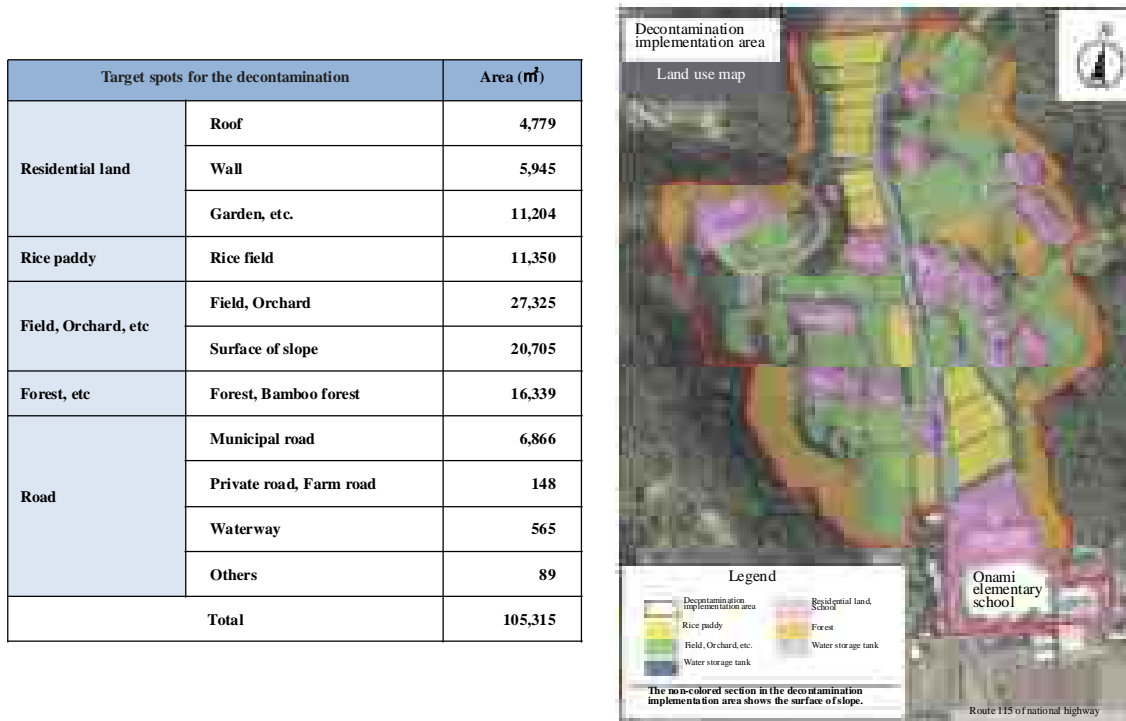 Target spots for the decontamination Area (㎡)
Residential land Roof 4,779
Wall 5,945
Garden, etc. 11,204
Rice paddy Rice field 11,350
Field, Orchard, etc Field, Orchard 27,325
Surface of slope 20,705
Forest, etc Forest, Bamboo forest 16,339
Road Municipal road 6,866
Private road, Farm road 148
Waterway 565
Others 89
Total 105,315
Decontamination
implementation area
Land use map
Onami
elementary
school
Legend
Decontamination
implementation area
Rice paddy
Field, Orchard, etc.
Water storage tank
Residential land,
School
Forest
Water storage tank
The non-colored section in the decontamination
implementation area shows the surface of slope.
Route 115 of national highway